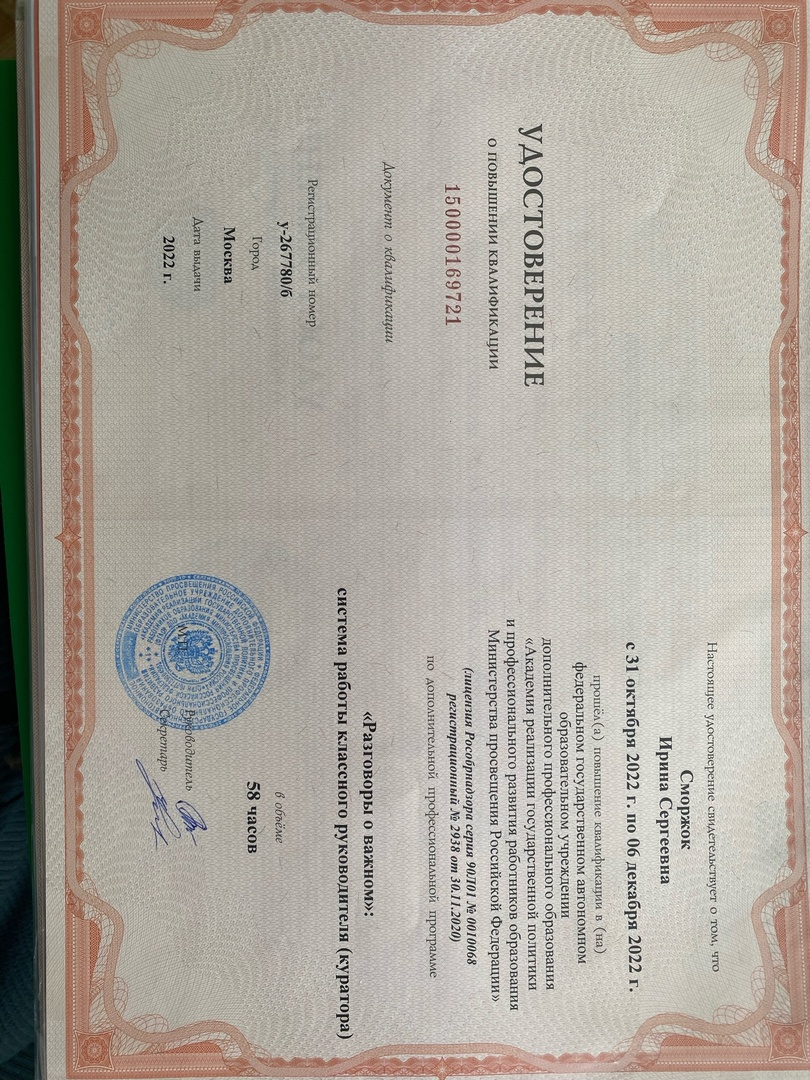 УДОСТОВЕРЕНИЕ
О ПОВЫШЕНИИ КВАЛИФИКАЦИИ
150000169721
Документ о квалификации
Регистрационный номер
у-267780/б
Город
Москва
Дата выдачи
2022 г.
Настоящее удостоверение свидетельствует о том, что
Сморжок
Ирина Сергеевна
с 31 октября 2022 г. по 06 декабря 2022 г.
прошёл(а) повышение квалификации в (на)
федеральном государственном автономном
образовательном учреждении
дополнительного профессионального образования
«Академия реализации государственной политики
и профессионального развития работников образования
Министерства просвещения Российской Федерации»
(лицензия Рособрнадзора серия 90Л01 № 0010068
регистрационный № 2938 от 30.11.2020)
по дополнительной профессиональной программе
«Разговоры о важном»:
система работы классного руководителя (куратора)
в объёме
58 часов
М.П.
Руководитель
Секретарь